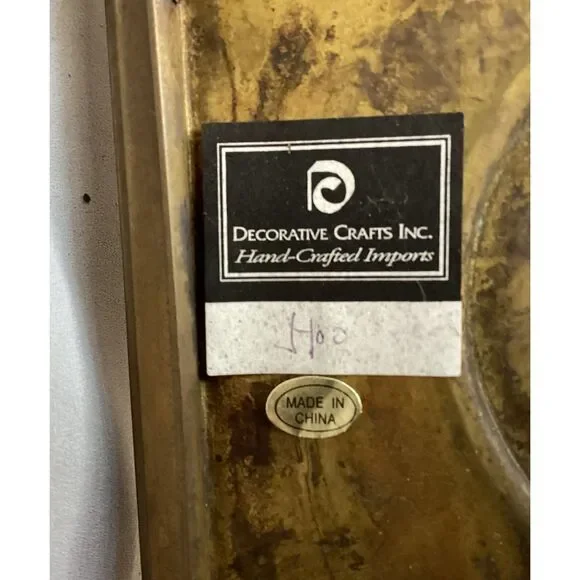 DECORATIVE CRAFTS INC.
Hand-Crafted Imports
MADE IN
CHINA